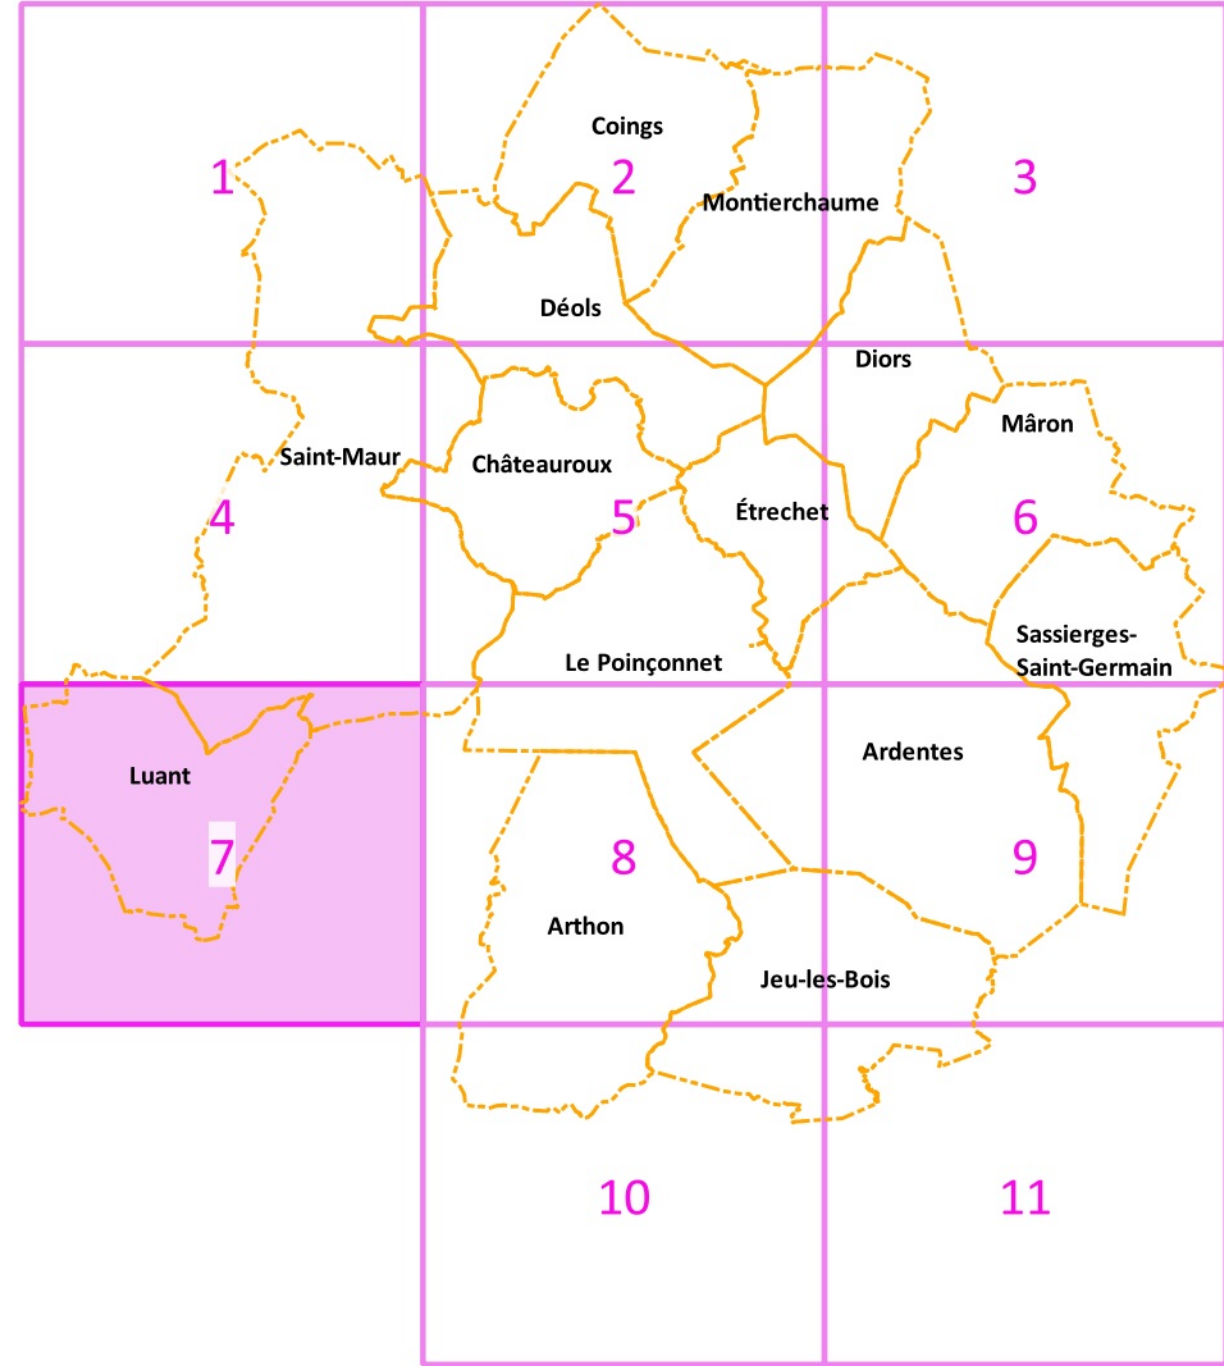 Coings
1
2
3
Montierchaume
Déols
Diors
Mâron
Saint-Maur
Châteauroux
Étrechet
4
5
6
Sassierges-
Saint-Germain
Le Poinçonnet
Ardentes
Luant
7
8
9
Arthon
Jeu-les-Bois
10
11